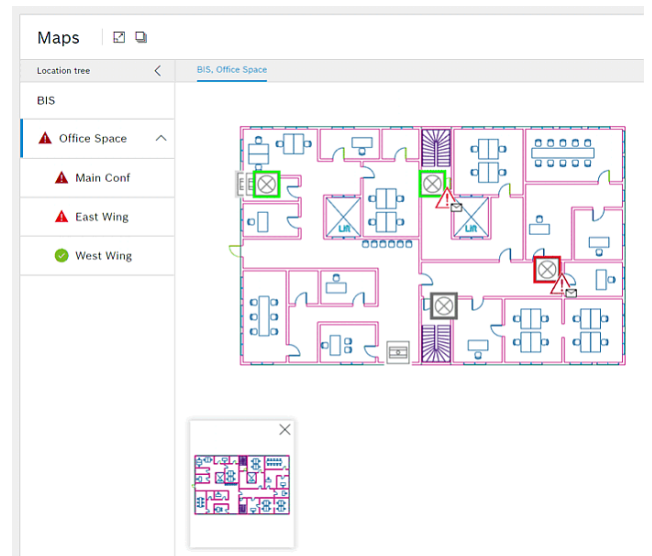 Maps
Location tree
BIS, Office Space
BIS
Office Space
Main Conf
East Wing
West Wing
Lift
Lift